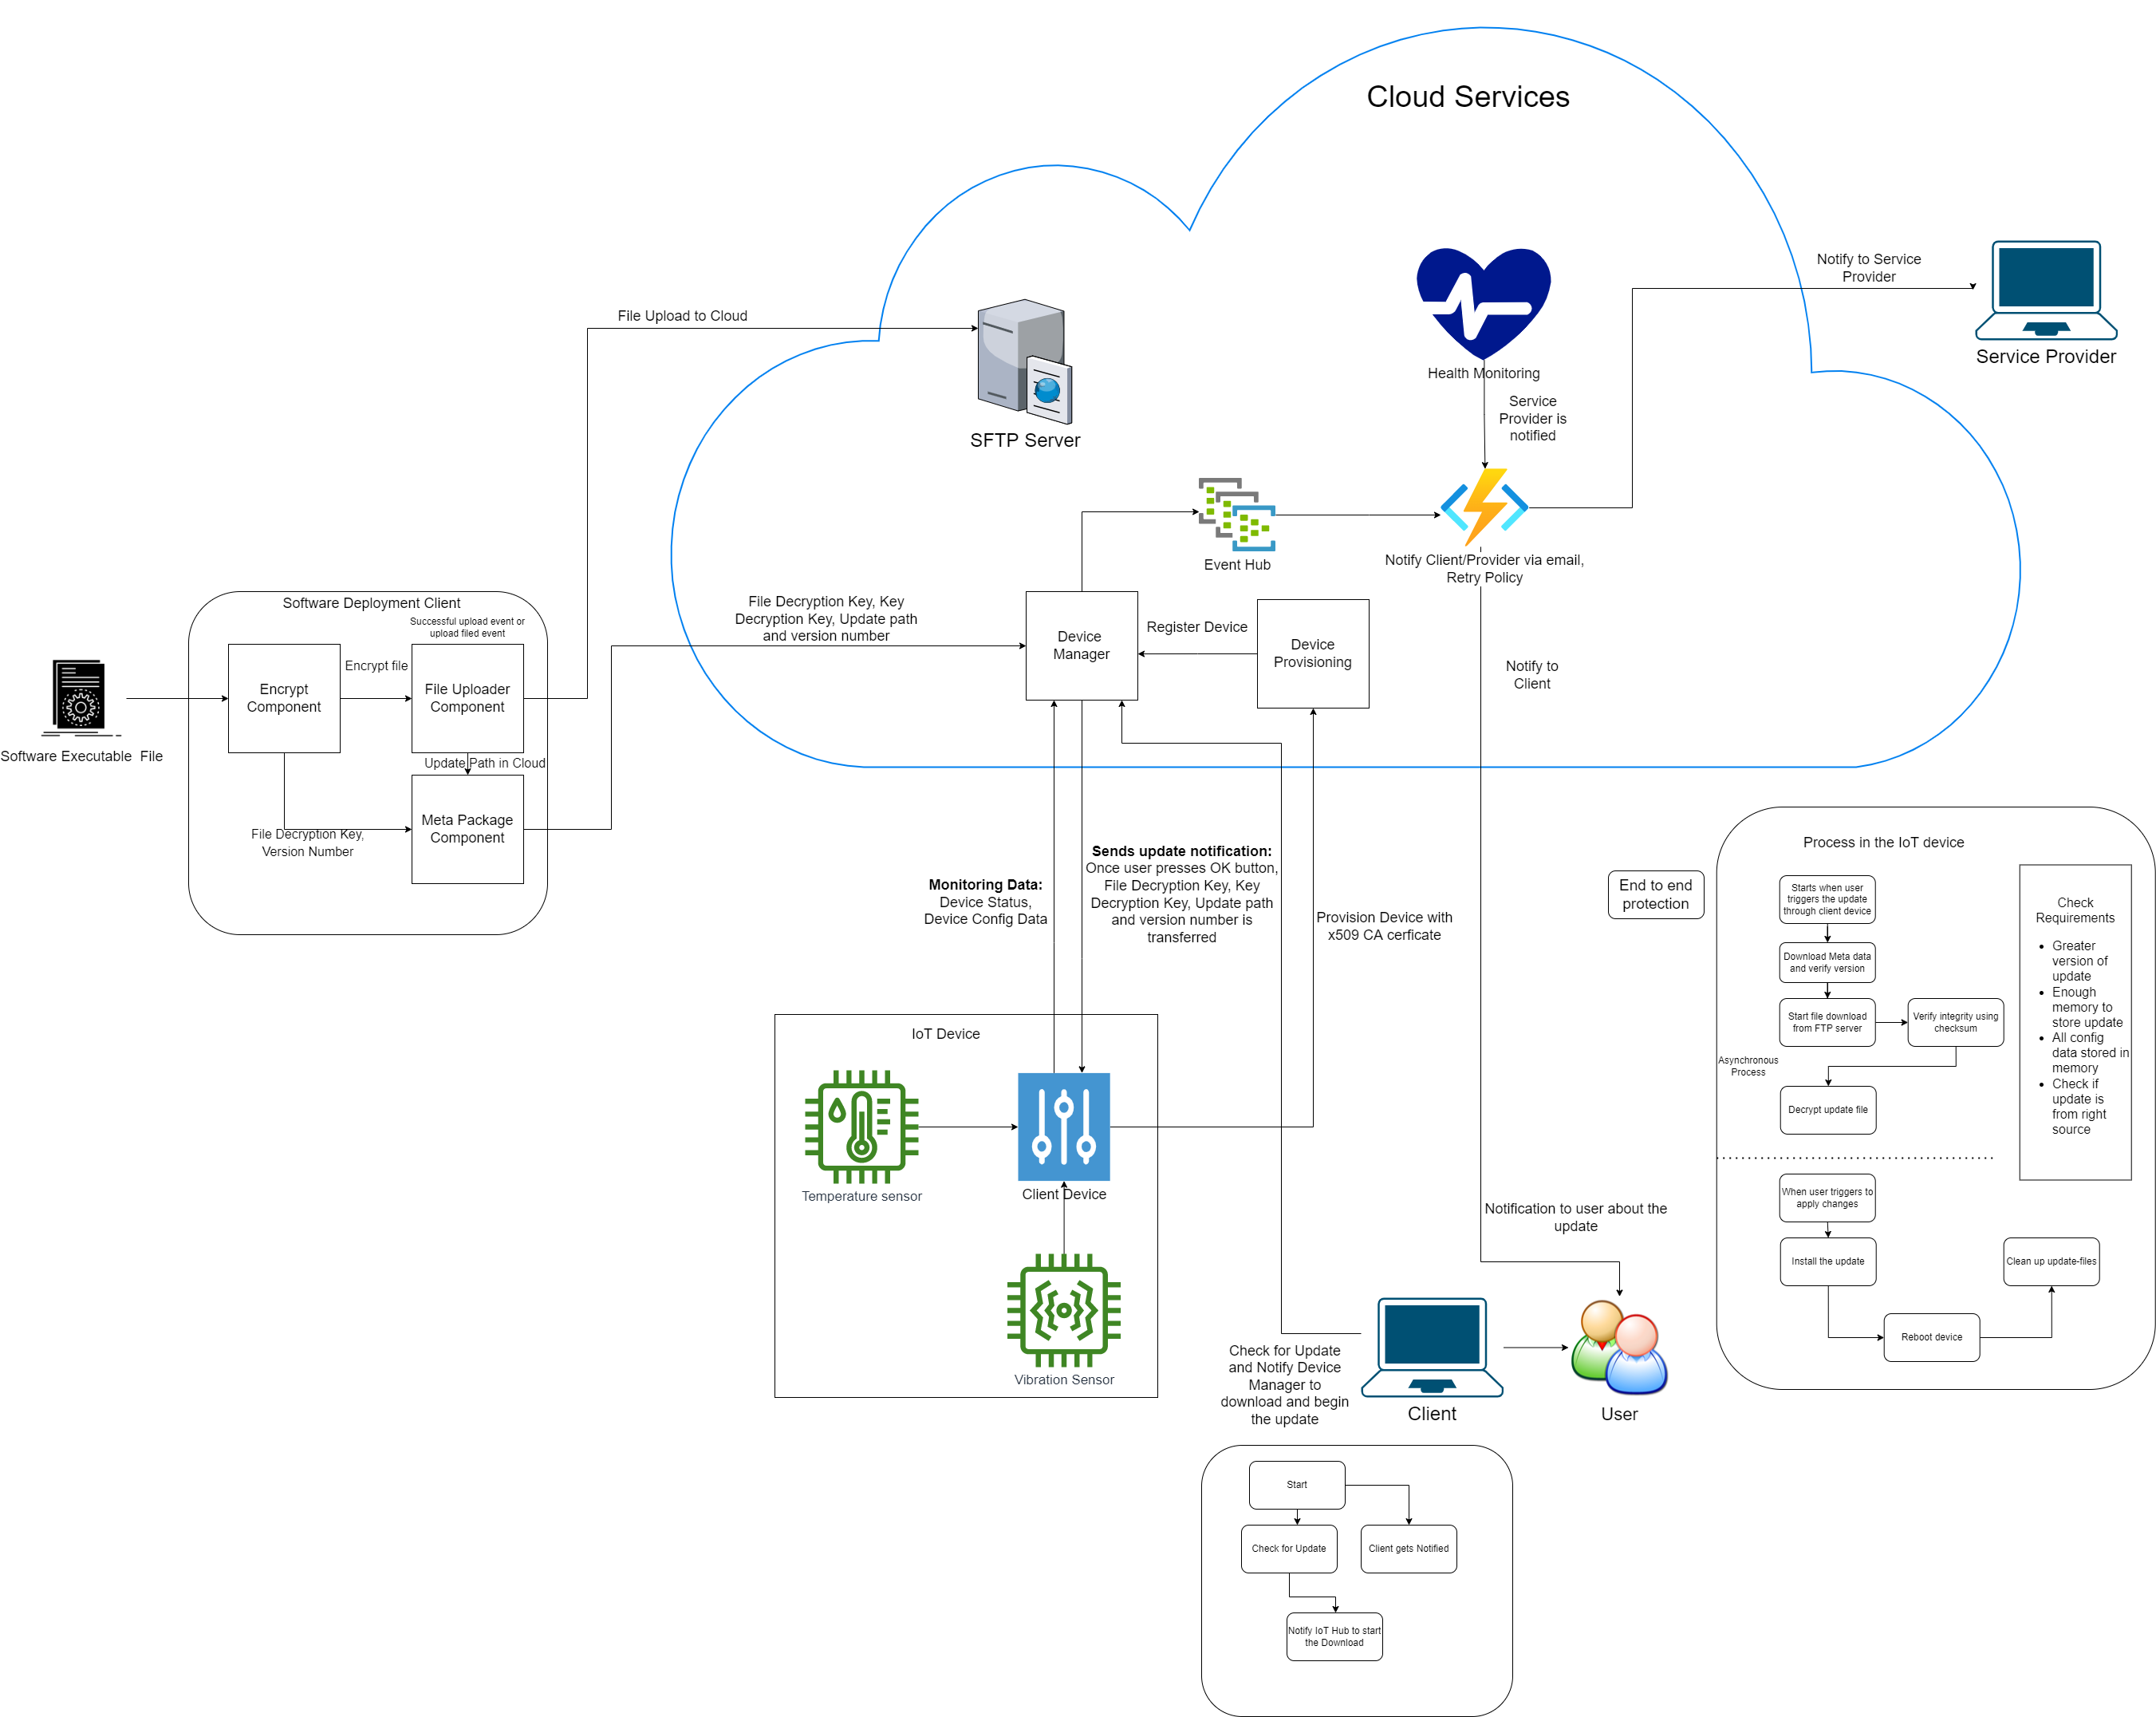 Cloud Services
Notify to Service
Provider
Service Provider
File Upload to Cloud
SFTP Server
Health Monitoring
Service
Provider is
notified
Event Hub
Notify Client/Provider via email,
Retry Policy
Software Deployment Client
Successful upload event or
upload filed event
Encrypt
Component
Encrypt file
File Uploader
Component
Software Executable File
Update Path in Cloud
Meta Package
Component
File Decryption Key,
Version Number
File Decryption Key, Key
Decryption Key, Update path
and version number
Device
Manager
Register Device
Device
Provisioning
Notify to
Client
Monitoring Data:
Device Status,
Device Config Data
Sends update notification:
Once user presses OK button,
File Decryption Key, Key
Decryption Key, Update path
and version number is
transferred
Provision Device with
x509 CA cerficate
End to end
protection
IoT Device
Temperature sensor
Client Device
Vibration Sensor
Notification to user about the
update
Check for Update
and Notify Device
Manager to
download and begin
the update
Client
User
Start
Check for Update
Client gets Notified
Notify IoT Hub to start
the Download
Process in the IoT device
Starts when user
triggers the update
through client device
Download Meta data
and verify version
Start file download
from FTP server
Verify integrity using
checksum
Asynchronous
Process
Decrypt update file
Check
Requirements
• Greater
version of
update
• Enough
memory to
store update
• All config
data stored in
memory
• Check if
update is
from right
source
When user triggers to
apply changes
Install the update
Clean up update-files
Reboot device